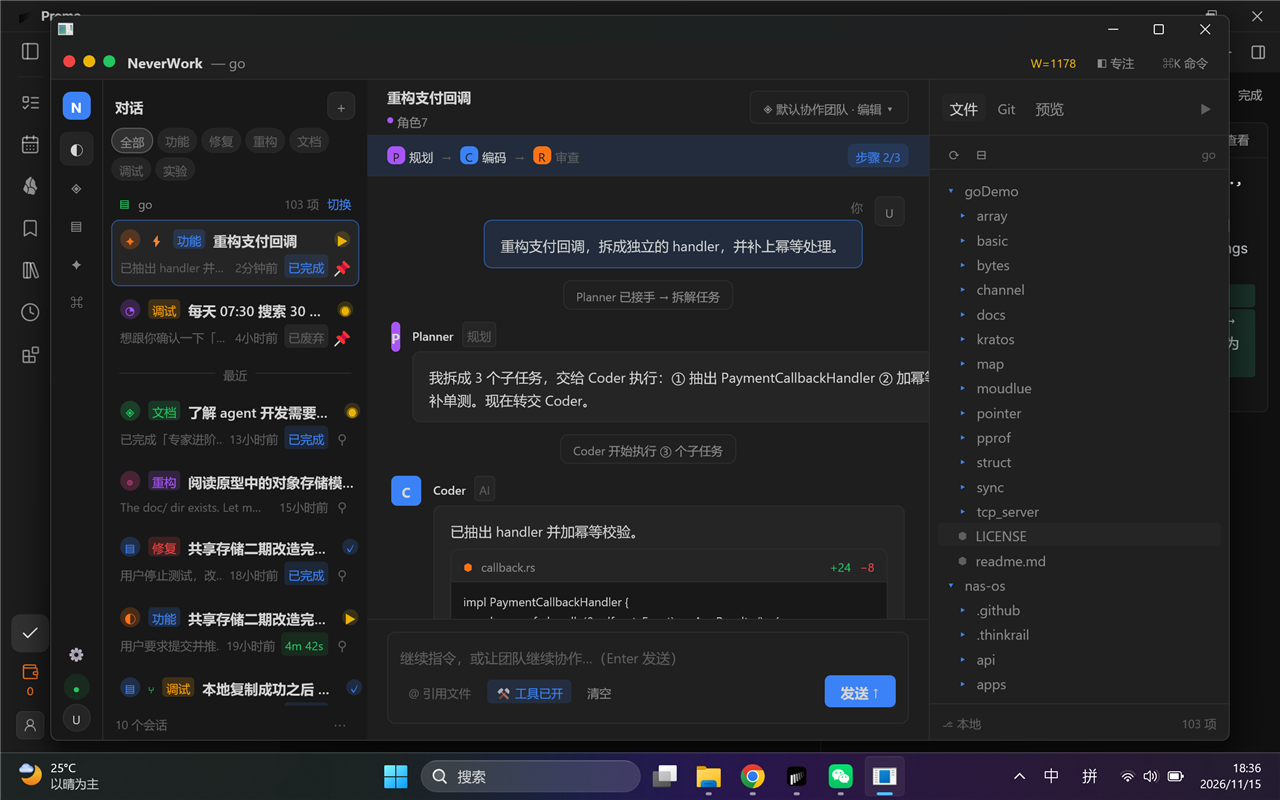 Proma
完成
查看
ngs
为
0
NeverWork — go
W=1178
专注
⌘K 命令
N
U
对话
+
全部 功能 修复 重构 文档
调试 实验
go 103 项 切换
功能 重构支付回调
已抽出 handler 并... 2分钟前 已完成
调试 每天 07:30 搜索 30 ...
想跟你确认一下「... 4小时前 已废弃
最近
文档 了解 agent 开发需要...
已完成「专家进阶.. 13小时前 已完成
重构 阅读原型中的对象存储模...
The doc/ dir exists. Let m... 15小时前
修复 共享存储二期改造完...
用户停止测试，改.. 18小时前 已完成
功能 共享存储二期改造完...
用户要求提交并推. 19小时前 4m 42s
调试 本地复制成功之后 ...
10 个会话 ...
重构支付回调
角色7
◈ 默认协作团队 · 编辑 ▾
P 规划 → C 编码 → R 审查 步骤 2/3
你
U
重构支付回调，拆成独立的 handler，并补上幂等处理。
Planner 已接手 → 拆解任务
P Planner 规划
我拆成 3 个子任务，交给 Coder 执行：① 抽出 PaymentCallbackHandler ② 加幂
补单测。现在转交 Coder。
Coder 开始执行 ③ 个子任务
C Coder AI
已抽出 handler 并加幂等校验。
callback.rs +24 −8
impl PaymentCallbackHandler {
继续指令，或让团队继续协作...（Enter 发送）
@ 引用文件 工具已开 清空
发送 ↑
文件 Git 预览
go
goDemo
array
basic
bytes
channel
docs
kratos
map
moudlue
pointer
pprof
struct
sync
tcp_server
LICENSE
readme.md
nas-os
.github
.thinkrail
api
apps
本地 103 项
25°C
以晴为主
搜索
中
拼
18:36
2026/11/15